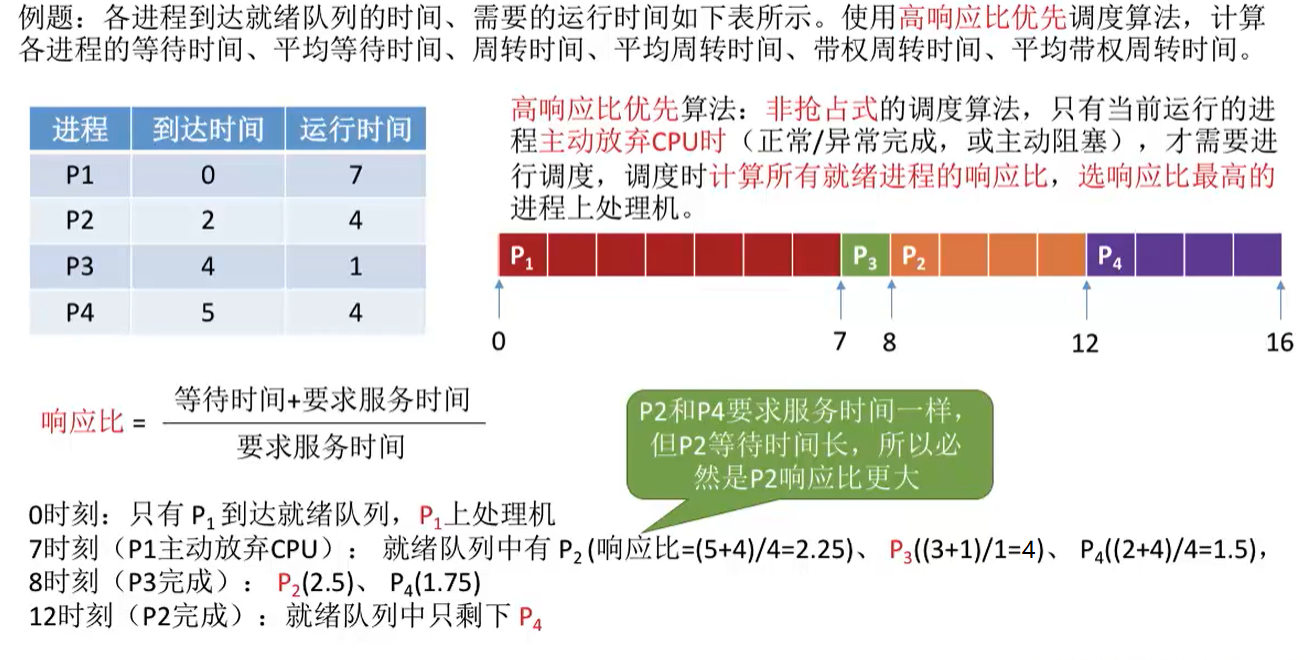 例题：各进程到达就绪队列的时间、需要的运行时间如下表所示。使用高响应比优先调度算法，计算
各进程的等待时间、平均等待时间、周转时间、平均周转时间、带权周转时间、平均带权周转时间。
进程 到达时间 运行时间
P1 0 7
P2 2 4
P3 4 1
P4 5 4
高响应比优先算法：非抢占式的调度算法，只有当前运行的进
程主动放弃CPU时（正常/异常完成，或主动阻塞），才需要进
行调度，调度时计算所有就绪进程的响应比，选响应比最高的
进程上处理机。
P₁ P₃ P₂ P₄
0 7 8 12 16
响应比 = 等待时间+要求服务时间
要求服务时间
P2和P4要求服务时间一样，
但P2等待时间长，所以必
然是P2响应比更大
0时刻：只有 P₁ 到达就绪队列，P₁上处理机
7时刻（P1主动放弃CPU）： 就绪队列中有 P₂ (响应比=(5+4)/4=2.25)、 P₃((3+1)/1=4)、 P₄((2+4)/4=1.5)，
8时刻（P3完成）： P₂(2.5)、 P₄(1.75)
12时刻（P2完成）：就绪队列中只剩下 P₄